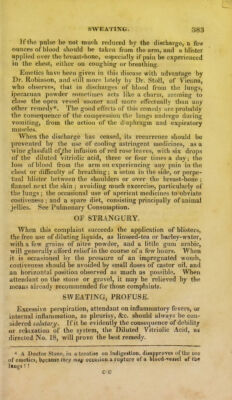 SWEATING. 383
If the pulse be not much reduced by the discharge, a few
ounces of blood should be taken from the arm, and a blister
applied over the breast-bone, especially if pain be experienced
in the chest, either on coughing or breathing.
Emetics have been given in this disease with advantage by
Dr. Robinson, and still more lately by Dr. Stoll, of Vienna,
who observes, that in discharges of blood from the lungs,
ipecacuan powder sometimes acts like a charm, seeming to
close the open vessel sooner and more effectually than any
other remedy*. The good effects of this remedy are probably
the consequence of the compression the lungs undergo during
vomiting, from the action of the diaphragm and expiratory
muscles.
When the discharge has ceased, its recurrence should be
prevented by the use of cooling astringent medicines, as a
wine glassfull of the infusion of red rose leaves, with six drops
of the diluted vitriolic acid, three or four times a day; the
loss of blood from the arm on experiencing any pain in the
chest or difficulty of breathing; a seton in the side, or perpe-
tual blister between the shoulders or over the breast-bone;
flannel next the skin; avoiding much exercise, particularly of
the lungs; the occasional use of aperient medicines to obviate
costiveness; and a spare diet, consisting principally of animal
jellies. See Pulmonary Consumption.
OF STRANGURY.
When this complaint succeeds the application of blisters,
the free use of diluting liquids, as linseed-tea or barley-water,
with a few grains of nitre powder, and a little gum arabic,
will generally afford relief in the course of a few hours. When
it is occasioned by the pressure of an impregnated womb,
costiveness should be avoided by small doses of castor oil, and
an horizontal position observed as much as possible. When
attendant on the stone or gravel, it may be relieved by the
means already recommended for those complaints.
SWEATING, PROFUSE.
Excessive perspiration, attendant on inflammatory fevers, or
internal inflammation, as pleurisy, &c. should always be con-
sidered salutary. If it be evidently the consequence of debility
or relaxation of the system, the Diluted Vitriolic Acid, as
directed No. 18, will prove the best remedy.
* A Doctor Stone, in a treatise on Indigestion, disapproves of the use
of emetics, because they may occasion a rupture of a blood-vessel of the
lungs!!